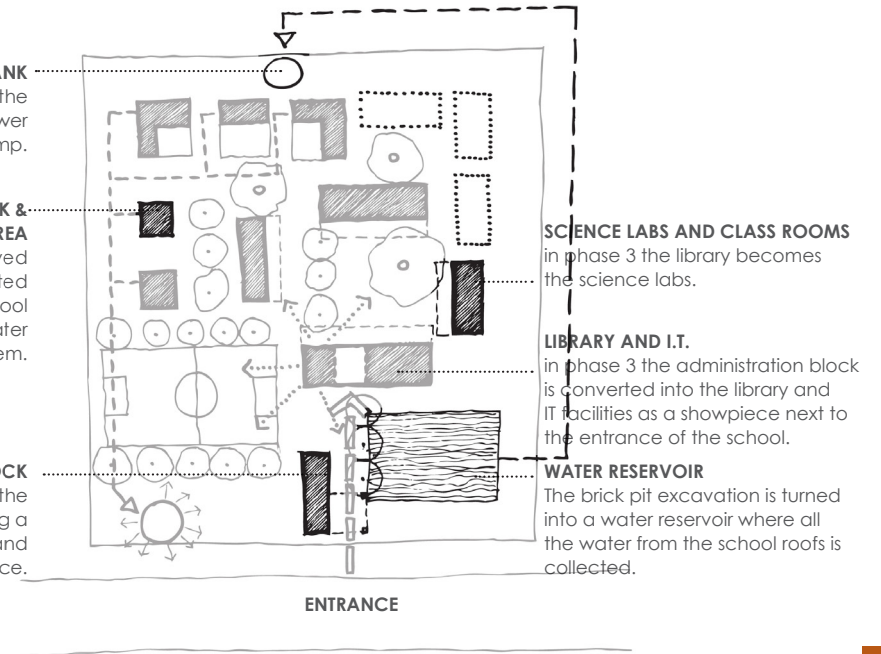 ANK
the
wer
mp.
K &
REA
ved
ted
ool
ater
em.
OCK
the
g a
and
ce.
SCIENCE LABS AND CLASS ROOMS
in phase 3 the library becomes
the science labs.
LIBRARY AND I.T.
in phase 3 the administration block
is converted into the library and
IT facilities as a showpiece next to
the entrance of the school.
WATER RESERVOIR
The brick pit excavation is turned
into a water reservoir where all
the water from the school roofs is
collected.
ENTRANCE